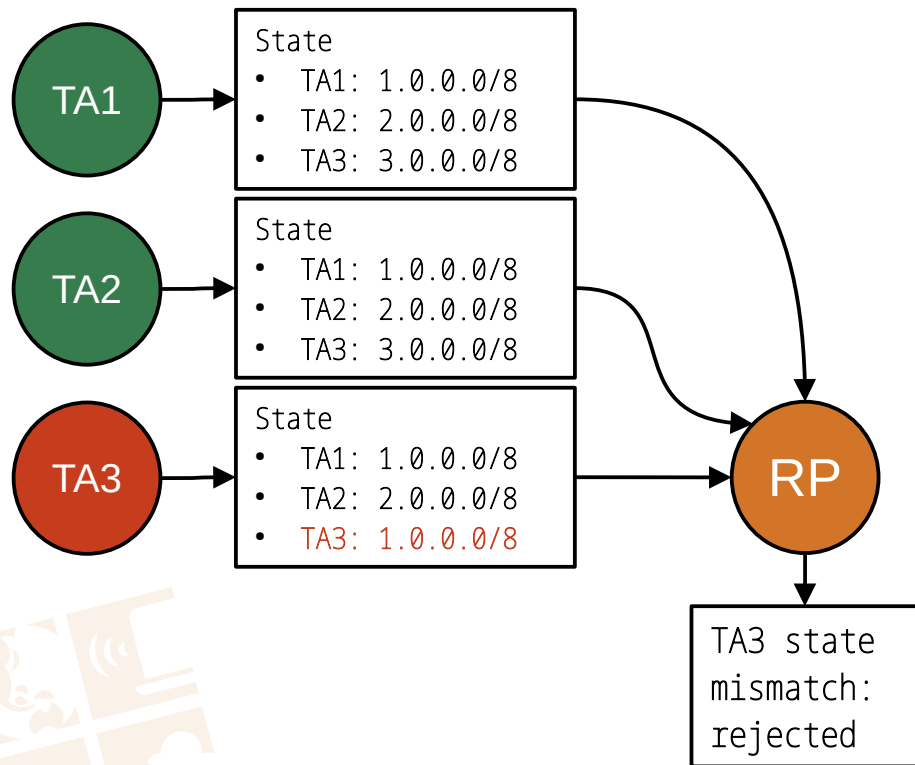 TA1
State
• TA1: 1.0.0.0/8
• TA2: 2.0.0.0/8
• TA3: 3.0.0.0/8
TA2
State
• TA1: 1.0.0.0/8
• TA2: 2.0.0.0/8
• TA3: 3.0.0.0/8
TA3
State
• TA1: 1.0.0.0/8
• TA2: 2.0.0.0/8
• TA3: 1.0.0.0/8
RP
TA3 state
mismatch:
rejected